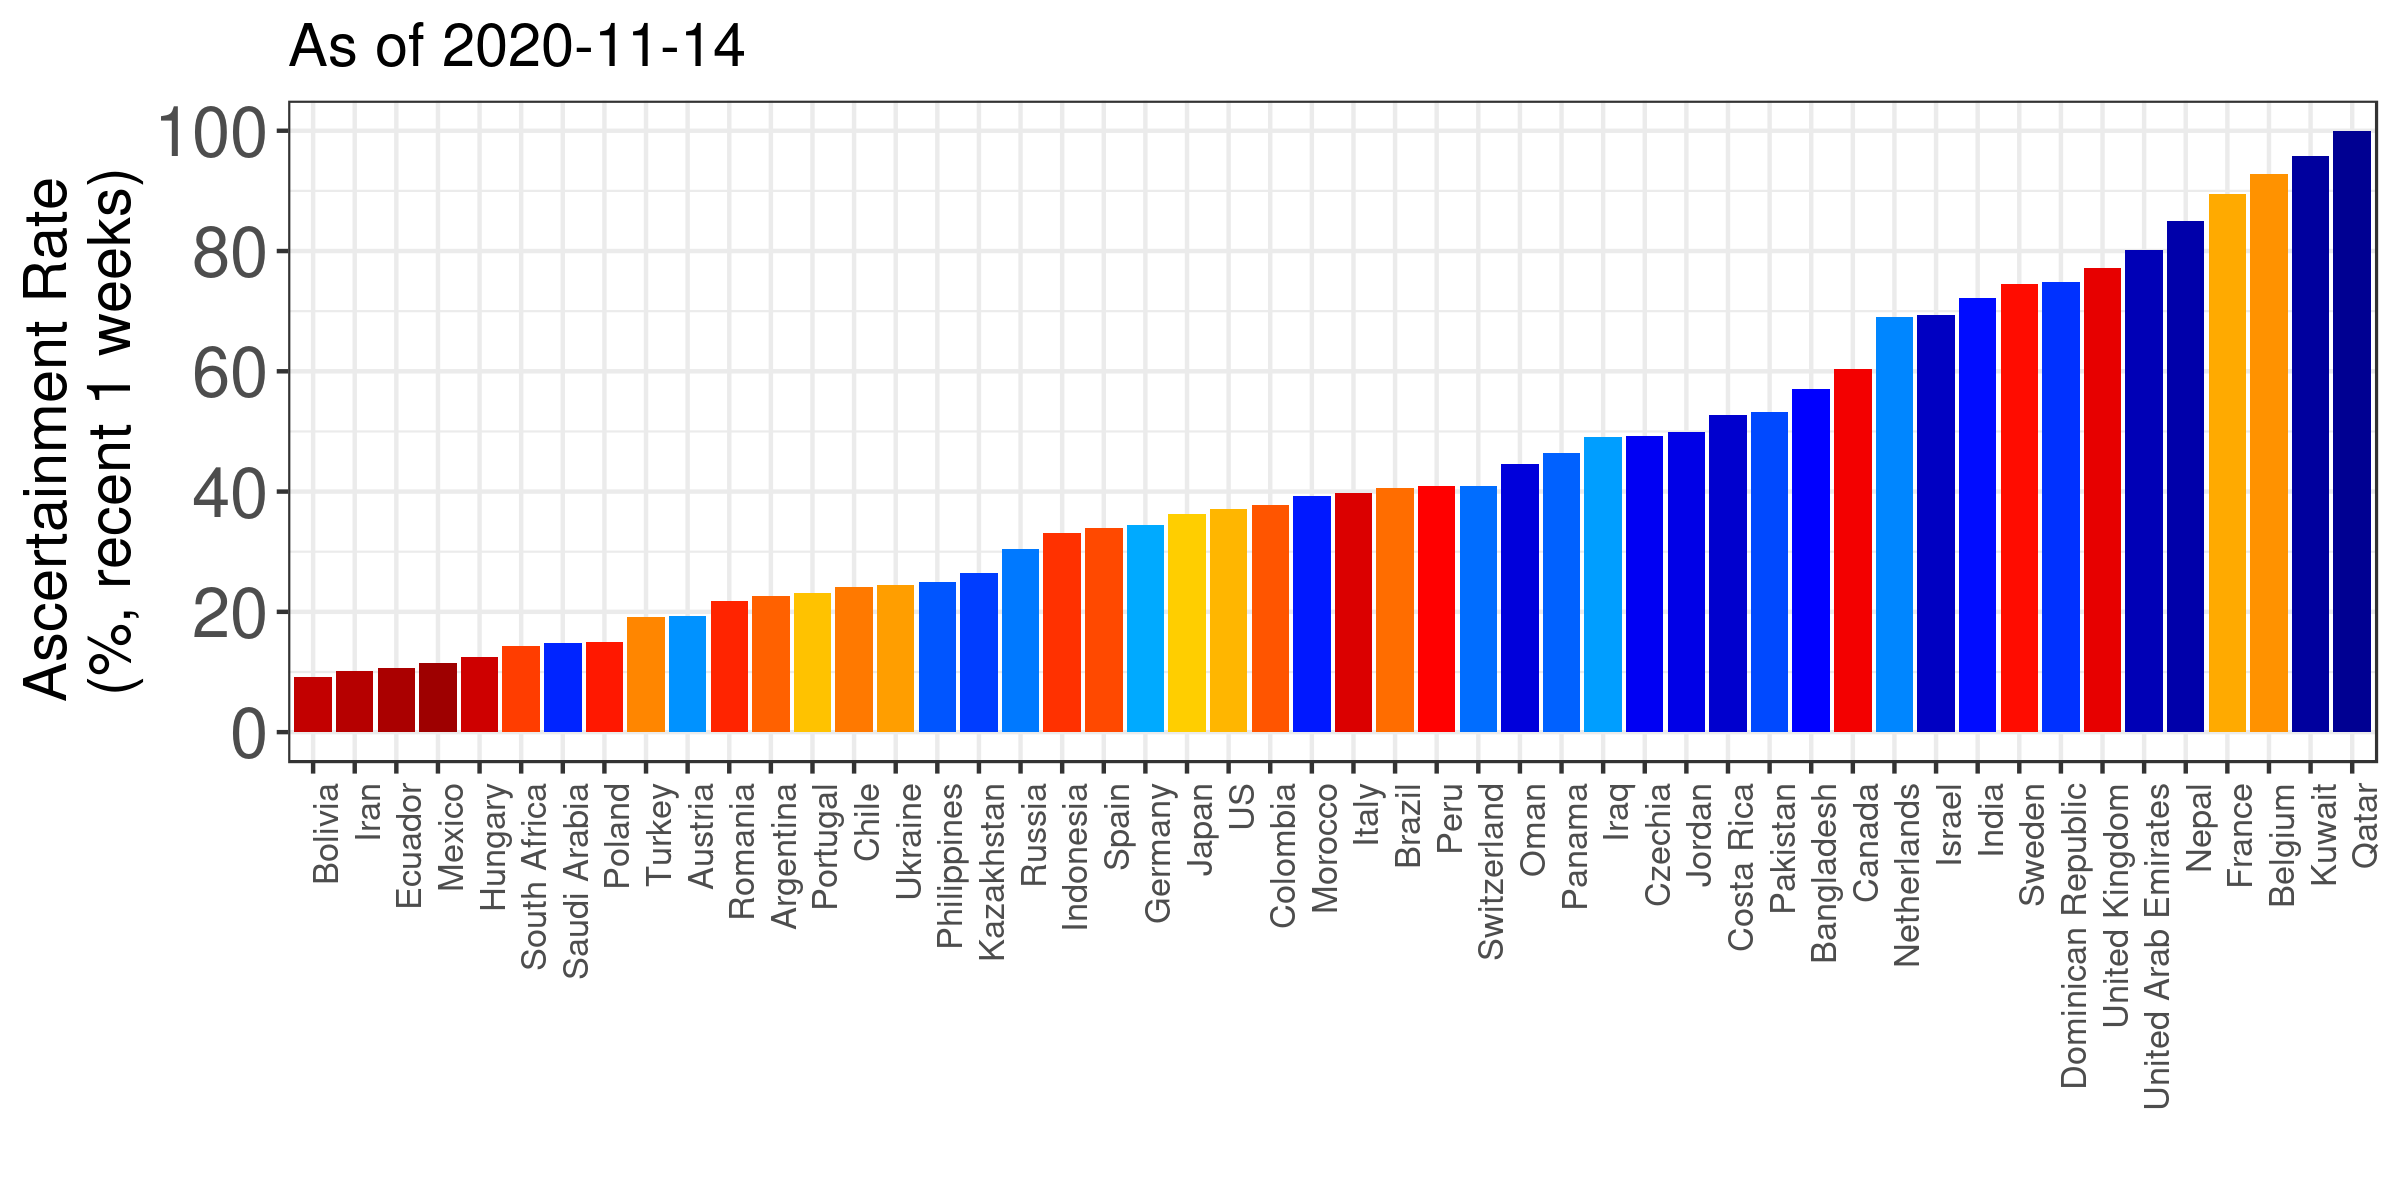 As of 2020-11-14
Ascertainment Rate
(%, recent 1 weeks)
100
80
60
40
20
0
Bolivia
Iran
Ecuador
Mexico
Hungary
South Africa
Saudi Arabia
Poland
Turkey
Austria
Romania
Argentina
Portugal
Chile
Ukraine
Philippines
Kazakhstan
Russia
Indonesia
Spain
Germany
Japan
US
Colombia
Morocco
Italy
Brazil
Peru
Switzerland
Oman
Panama
Iraq
Czechia
Jordan
Costa Rica
Pakistan
Bangladesh
Canada
Netherlands
Israel
India
Sweden
Dominican Republic
United Kingdom
United Arab Emirates
Nepal
France
Belgium
Kuwait
Qatar